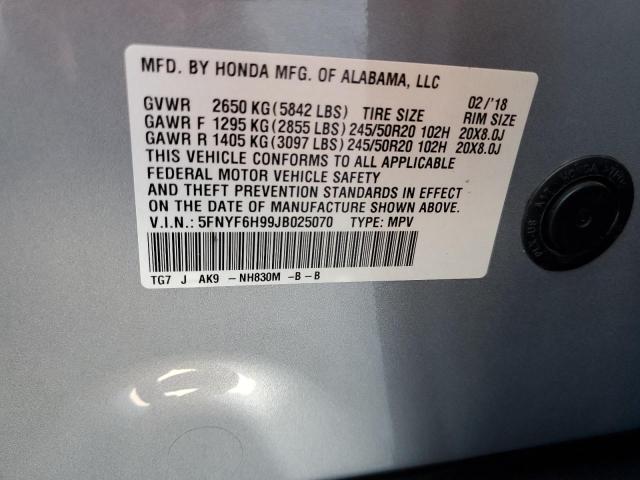 MFD. BY HONDA MFG. OF ALABAMA, LLC
GVWR 2650 KG (5842 LBS) TIRE SIZE 02/'18 RIM SIZE
GAWR F 1295 KG (2855 LBS) 245/50R20 102H 20X8.0J
GAWR R 1405 KG (3097 LBS) 245/50R20 102H 20X8.0J
THIS VEHICLE CONFORMS TO ALL APPLICABLE
FEDERAL MOTOR VEHICLE SAFETY
AND THEFT PREVENTION STANDARDS IN EFFECT
ON THE DATE OF MANUFACTURE SHOWN ABOVE.
V.I.N.: 5FNYF6H99JB025070 TYPE: MPV
TG7 J AK9 -NH830M -B-B